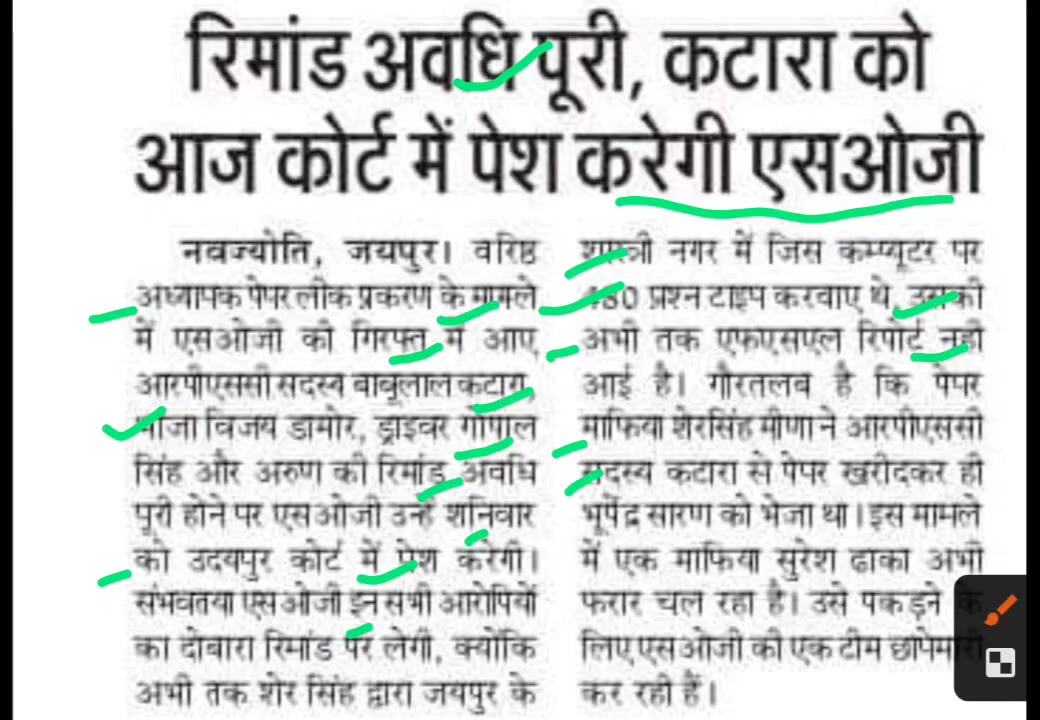 रिमांड अवधि पूरी, कटारा को
आज कोर्ट में पेश करेगी एसओजी
नवज्योति, जयपुर। वरिष्ठ
अध्यापक पेपर लीक प्रकरण के मामले
में एसओजी की गिरफ्त में आए
आरपीएससी सदस्य बाबूलाल कटारा,
भांजा विजय डामोर, ड्राइवर गोपाल
सिंह और अरुण की रिमांड अवधि
पूरी होने पर एसओजी उन्हें शनिवार
को उदयपुर कोर्ट में पेश करेगी।
संभवतया एसओजी इन सभी आरोपियों
का दोबारा रिमांड पर लेगी, क्योंकि
अभी तक शेर सिंह द्वारा जयपुर के
शास्त्री नगर में जिस कम्प्यूटर पर
480 प्रश्न टाइप करवाए थे, उसकी
अभी तक एफएसएल रिपोर्ट नहीं
आई है। गौरतलब है कि पेपर
माफिया शेरसिंह मीणा ने आरपीएससी
सदस्य कटारा से पेपर खरीदकर ही
भूपेंद्र सारण को भेजा था। इस मामले
में एक माफिया सुरेश ढाका अभी
फरार चल रहा है। उसे पकड़ने के
लिए एसओजी की एक टीम छापेमारी
कर रही हैं।